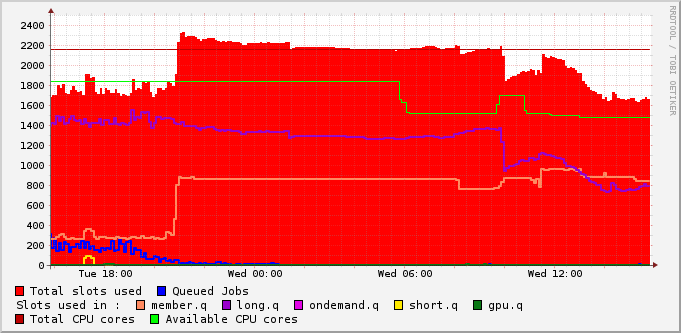 2400
2200
2000
1800
1600
1400
1200
1000
800
600
400
200
0
Tue 18:00 Wed 00:00 Wed 06:00 Wed 12:00
Total slots used Queued Jobs
Slots used in : member.q long.q ondemand.q short.q gpu.q
Total CPU cores Available CPU cores
RRDTOOL / TOBI OETIKER